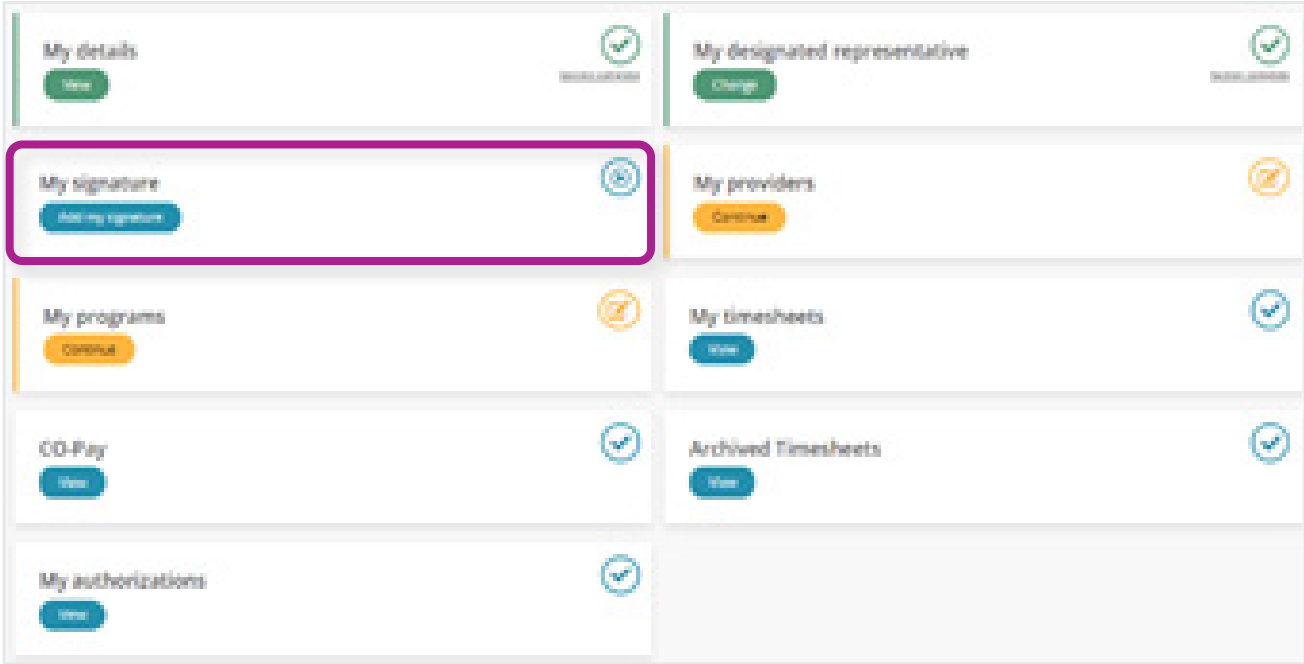 My details
View
My designated representative
Change
My signature
Add my signature
My providers
Continue
My programs
Continue
My timesheets
View
CO-Pay
View
Archived Timesheets
View
My authorizations
View